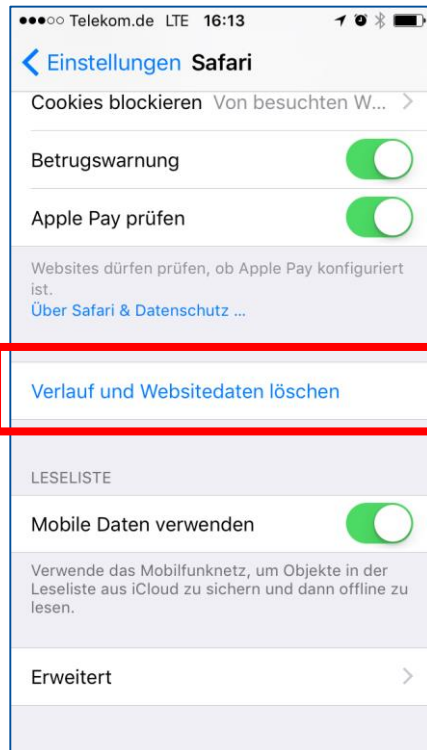 Telekom.de LTE 16:13
Einstellungen Safari
Cookies blockieren Von besuchten W...
Betrugswarnung
Apple Pay prüfen
Websites dürfen prüfen, ob Apple Pay konfiguriert
ist.
Über Safari & Datenschutz ...
Verlauf und Websitedaten löschen
LESELISTE
Mobile Daten verwenden
Verwende das Mobilfunknetz, um Objekte in der
Leseliste aus iCloud zu sichern und dann offline zu
lesen.
Erweitert